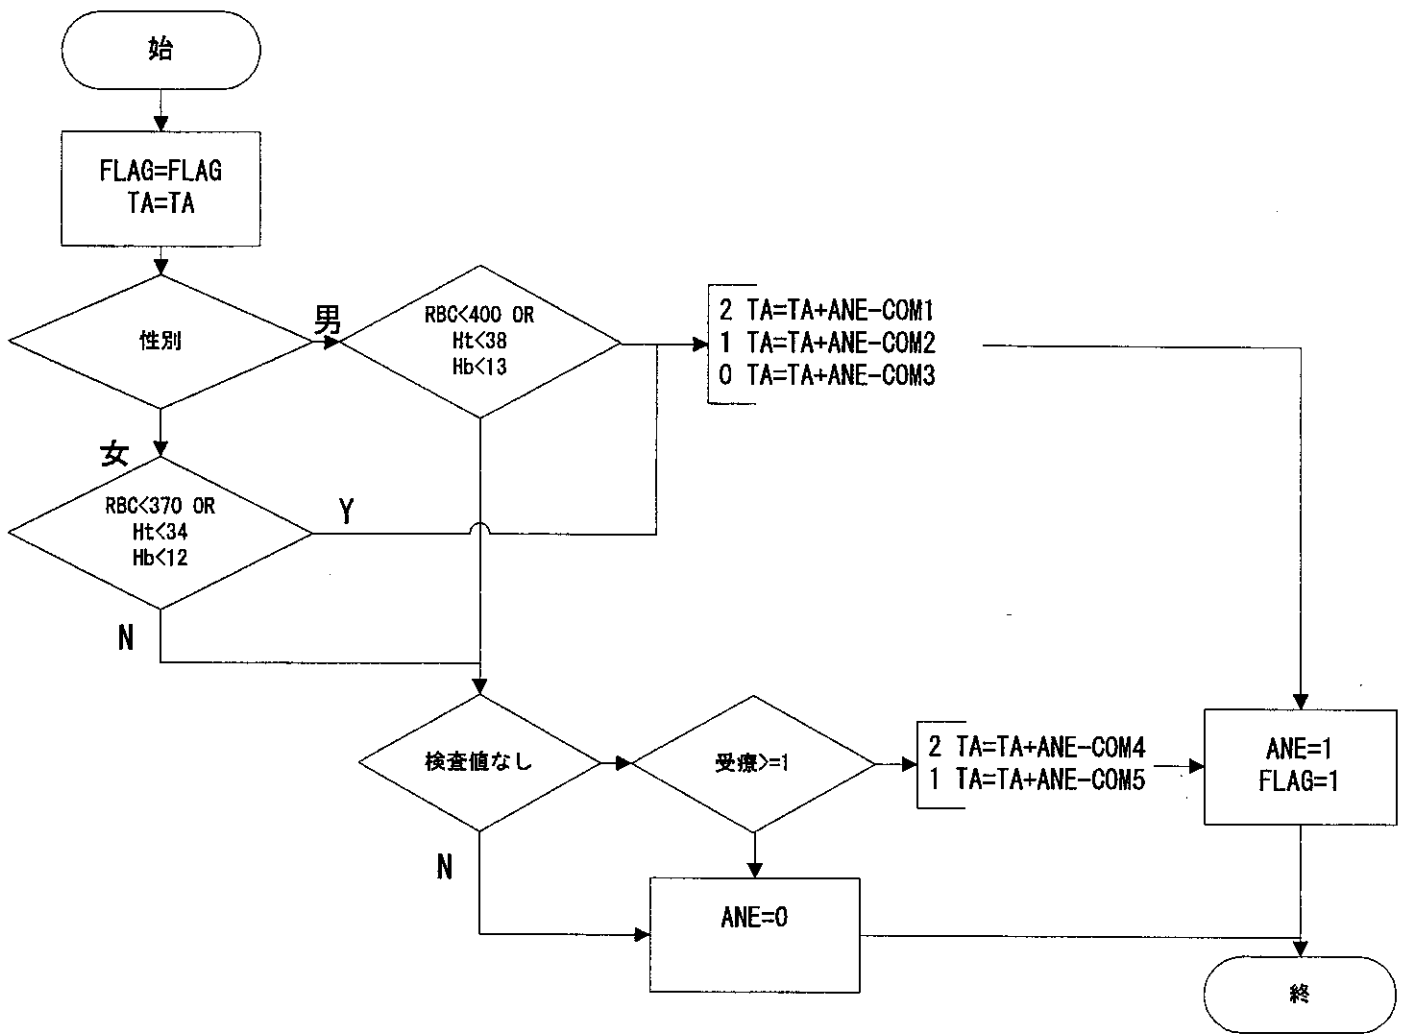 始
FLAG=FLAG
TA=TA
性別
男
RBC<400 OR
Ht<38
Hb<13
2 TA=TA+ANE-COM1
1 TA=TA+ANE-COM2
0 TA=TA+ANE-COM3
女
RBC<370 OR
Ht<34
Hb<12
Y
N
検査値なし
受療>=1
2 TA=TA+ANE-COM4
1 TA=TA+ANE-COM5
ANE=1
FLAG=1
N
ANE=0
終